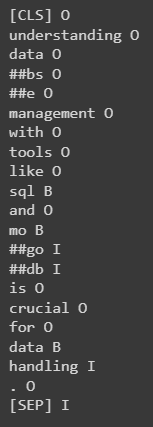 [CLS] O
understanding O
data O
##bs O
##e O
management O
with O
tools O
like O
sql B
and O
mo B
##go I
##db I
is O
crucial O
for O
data B
handling I
. O
[SEP] I